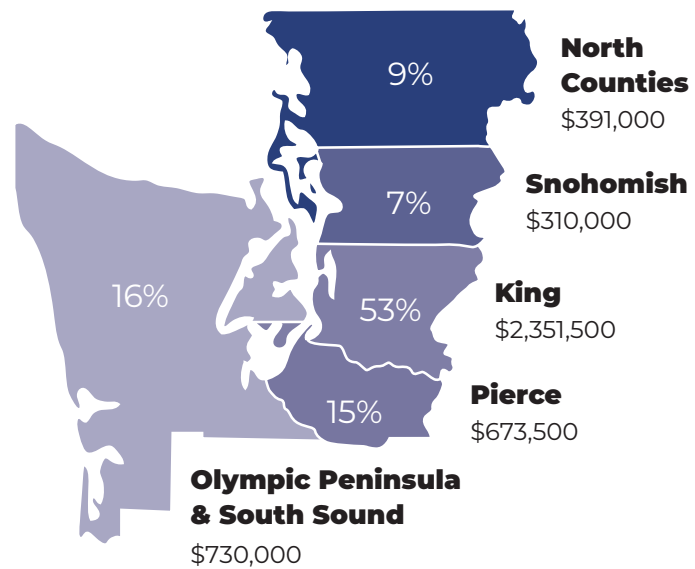 9%
North
Counties
$391,000
7%
Snohomish
$310,000
16%
53%
King
$2,351,500
15%
Pierce
$673,500
Olympic Peninsula
& South Sound
$730,000